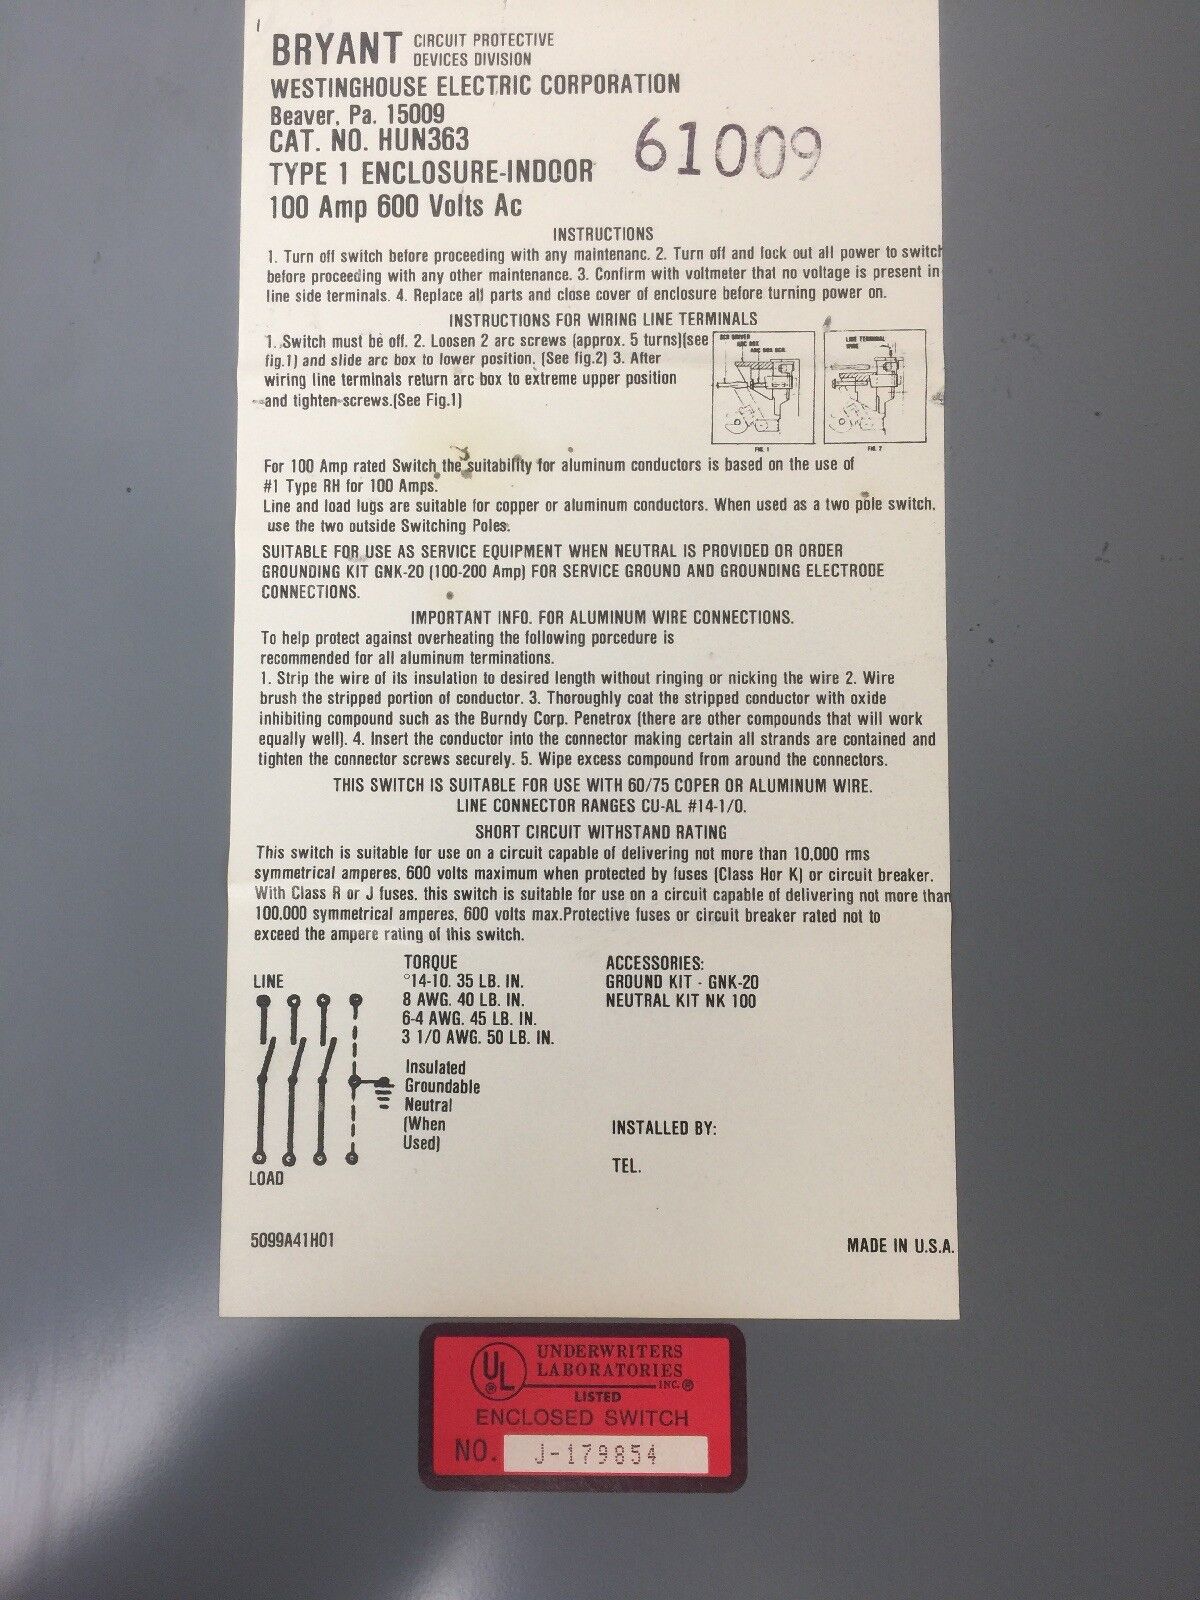 BRYANT CIRCUIT PROTECTIVE
DEVICES DIVISION
WESTINGHOUSE ELECTRIC CORPORATION
Beaver, Pa. 15009
CAT. NO. HUN363
61009
TYPE 1 ENCLOSURE-INDOOR
100 Amp 600 Volts Ac
INSTRUCTIONS
1. Turn off switch before proceeding with any maintenanc. 2. Turn off and lock out all power to switch
before proceeding with any other maintenance. 3. Confirm with voltmeter that no voltage is present in
line side terminals. 4. Replace all parts and close cover of enclosure before turning power on.
INSTRUCTIONS FOR WIRING LINE TERMINALS
1. Switch must be off. 2. Loosen 2 arc screws (approx. 5 turns)(see
fig.1) and slide arc box to lower position. (See fig.2) 3. After
wiring line terminals return arc box to extreme upper position
and tighten screws.(See Fig.1)
SCR DRIVER
ARC BOX
ARC BOX SCR.
LINE TERMINAL
WIRE
FIG. 1
FIG. 2
For 100 Amp rated Switch the suitability for aluminum conductors is based on the use of
#1 Type RH for 100 Amps.
Line and load lugs are suitable for copper or aluminum conductors. When used as a two pole switch,
use the two outside Switching Poles.
SUITABLE FOR USE AS SERVICE EQUIPMENT WHEN NEUTRAL IS PROVIDED OR ORDER
GROUNDING KIT GNK-20 (100-200 Amp) FOR SERVICE GROUND AND GROUNDING ELECTRODE
CONNECTIONS.
IMPORTANT INFO. FOR ALUMINUM WIRE CONNECTIONS.
To help protect against overheating the following porcedure is
recommended for all aluminum terminations.
1. Strip the wire of its insulation to desired length without ringing or nicking the wire 2. Wire
brush the stripped portion of conductor. 3. Thoroughly coat the stripped conductor with oxide
inhibiting compound such as the Burndy Corp. Penetrox (there are other compounds that will work
equally well). 4. Insert the conductor into the connector making certain all strands are contained and
tighten the connector screws securely. 5. Wipe excess compound from around the connectors.
THIS SWITCH IS SUITABLE FOR USE WITH 60/75 COPER OR ALUMINUM WIRE.
LINE CONNECTOR RANGES CU-AL #14-1/0.
SHORT CIRCUIT WITHSTAND RATING
This switch is suitable for use on a circuit capable of delivering not more than 10,000 rms
symmetrical amperes, 600 volts maximum when protected by fuses (Class Hor K) or circuit breaker.
With Class R or J fuses, this switch is suitable for use on a circuit capable of delivering not more than
100,000 symmetrical amperes, 600 volts max.Protective fuses or circuit breaker rated not to
exceed the ampere rating of this switch.
LINE
TORQUE
°14-10. 35 LB. IN.
8 AWG. 40 LB. IN.
6-4 AWG. 45 LB. IN.
3 1/0 AWG. 50 LB. IN.
ACCESSORIES:
GROUND KIT - GNK-20
NEUTRAL KIT NK 100
Insulated
Groundable
Neutral
(When
Used)
LOAD
INSTALLED BY:
TEL.
5099A41H01
MADE IN U.S.A.
UL ® UNDERWRITERS
LABORATORIES
INC.®
LISTED
ENCLOSED SWITCH
NO. J-179854